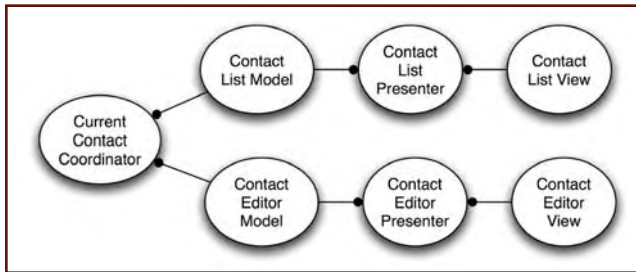 Contact
List Model
Contact
List
Presenter
Contact
List View
Current
Contact
Coordinator
Contact
Editor
Model
Contact
Editor
Presenter
Contact
Editor
View